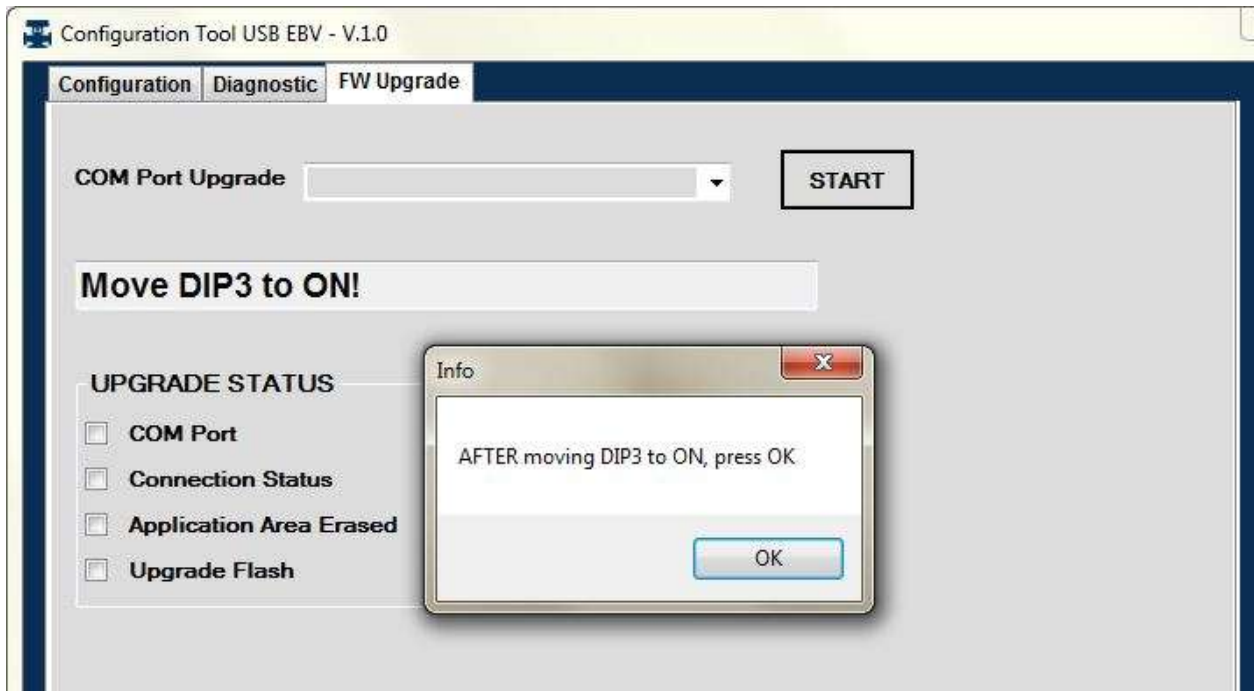 Configuration Tool USB EBV - V.1.0
Configuration Diagnostic FW Upgrade
COM Port Upgrade START
Move DIP3 to ON!
UPGRADE STATUS
COM Port
Connection Status
Application Area Erased
Upgrade Flash
Info
AFTER moving DIP3 to ON, press OK
OK